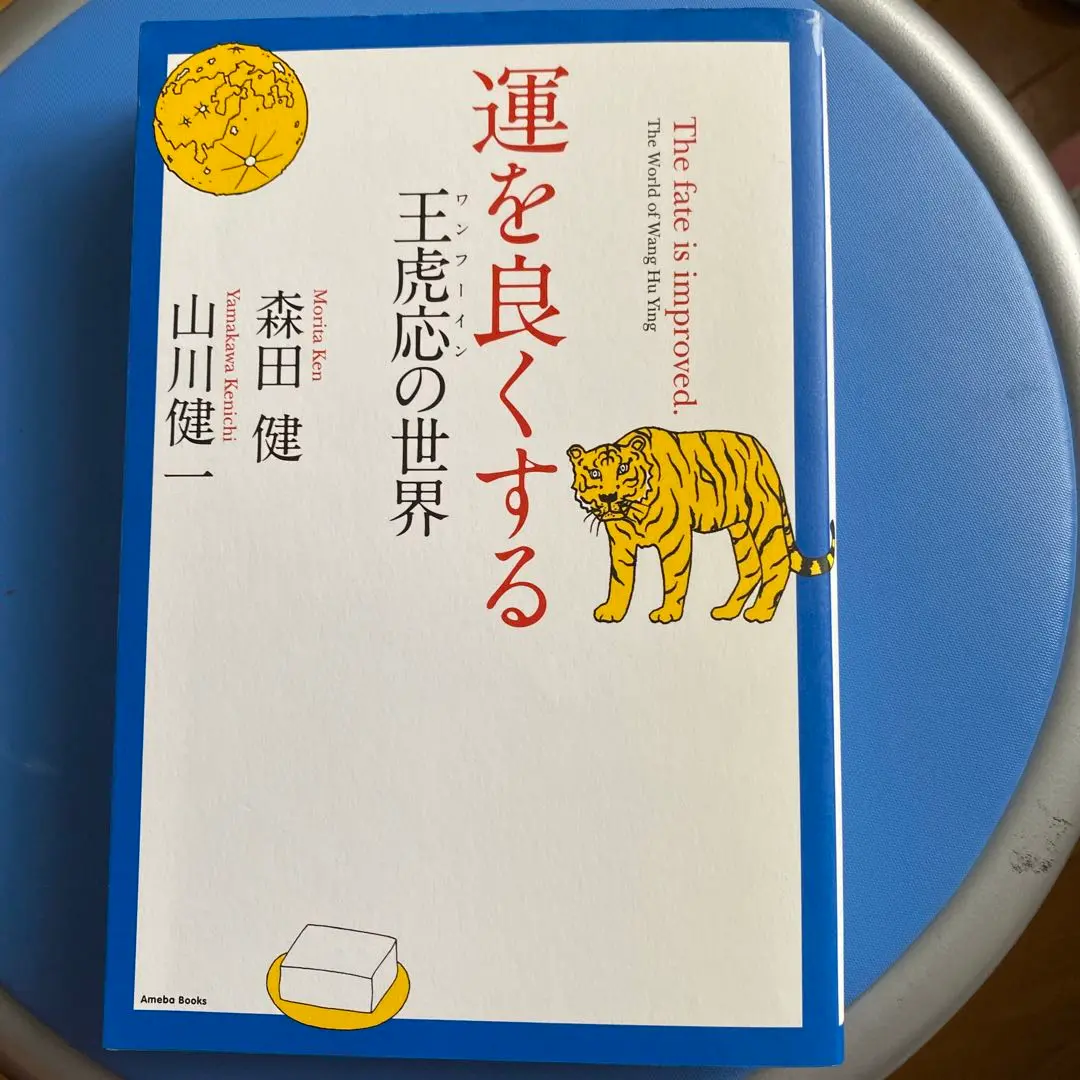 The fate is improved.
The World of Wang Hu Ying
運を良くする
王虎応の世界
ワンフーイン
Morita Ken
森田 健
Yamakawa Kenichi
山川健一
Ameba Books